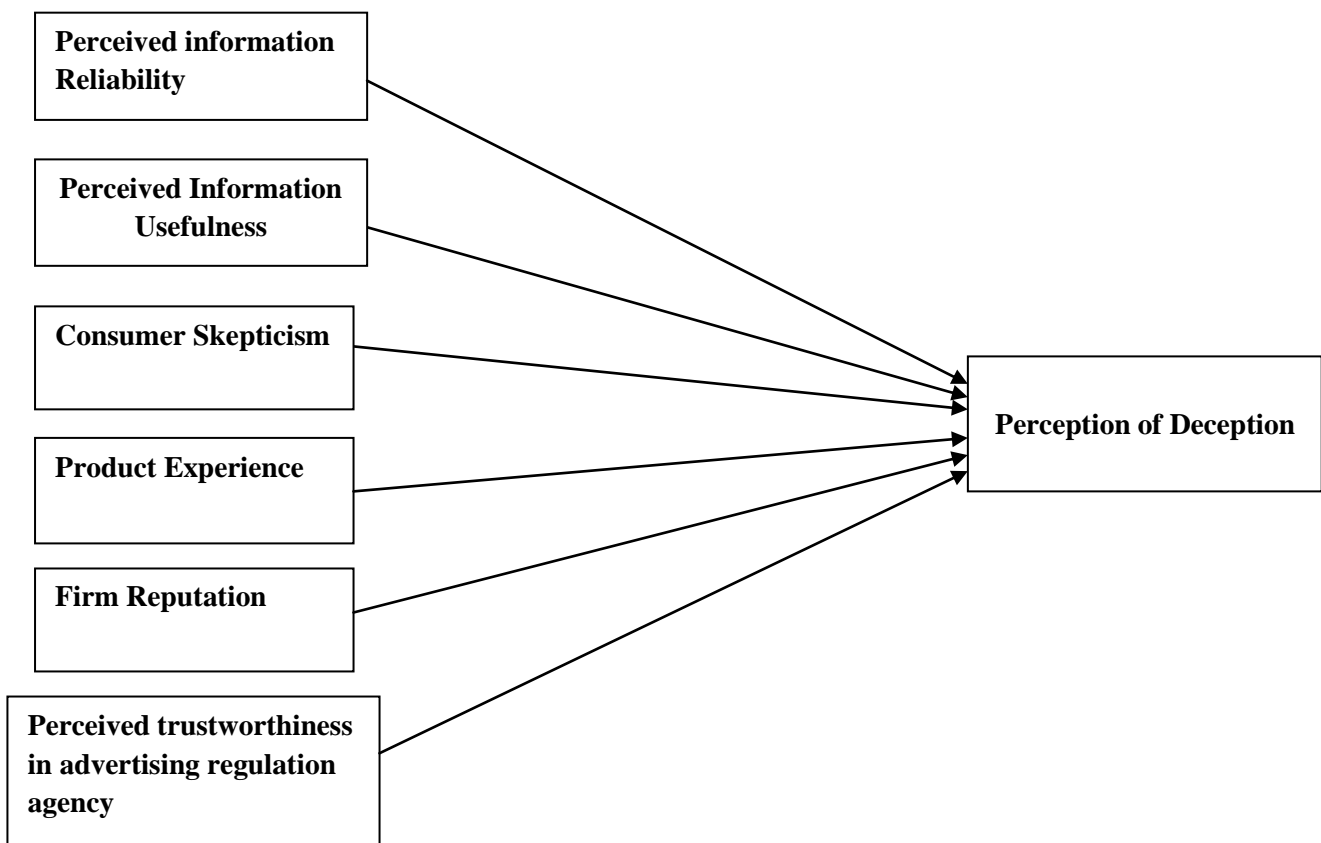 Perceived information
Reliability
Perceived Information
Usefulness
Consumer Skepticism
Perception of Deception
Product Experience
Firm Reputation
Perceived trustworthiness
in advertising regulation
agency